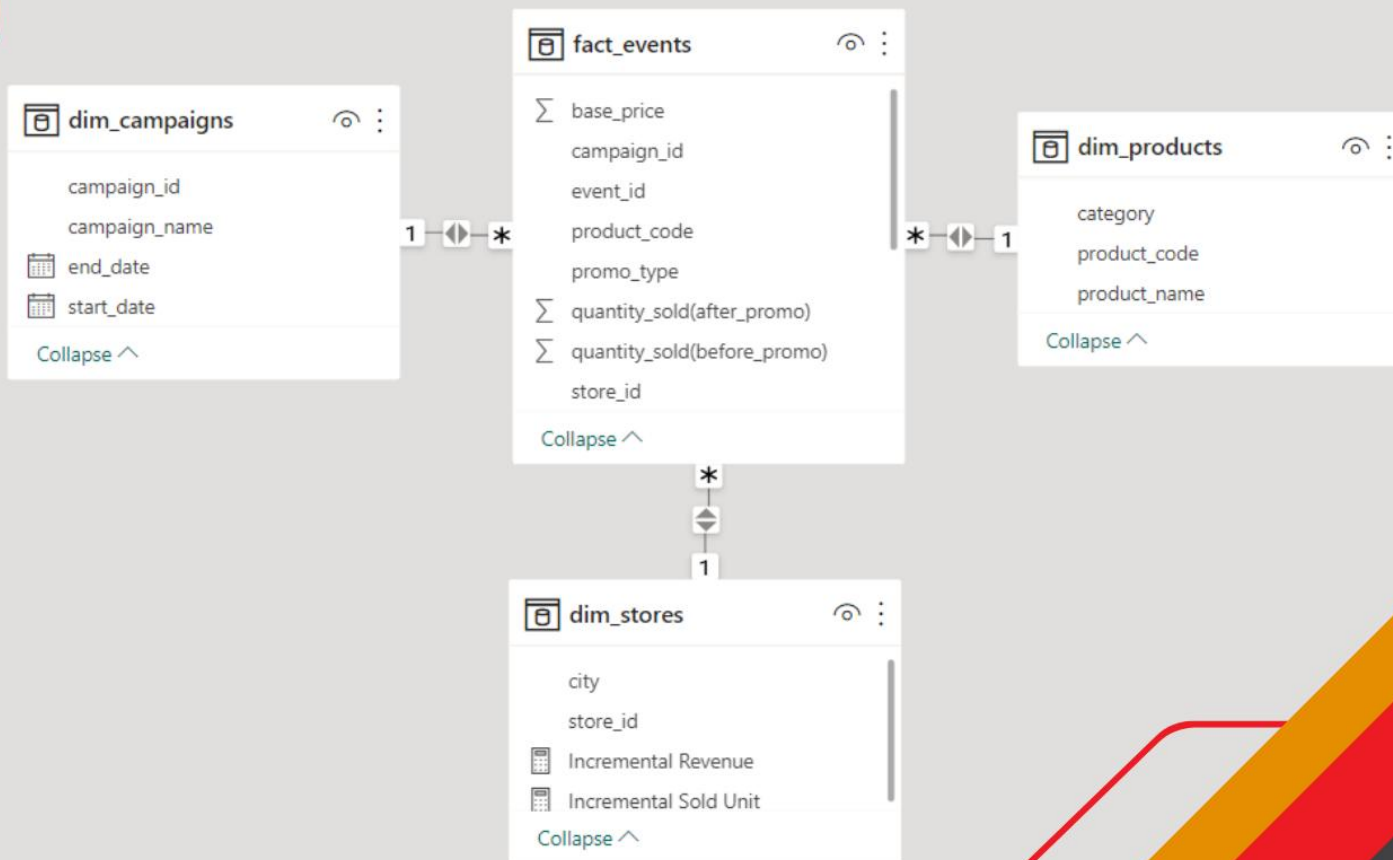 fact_events
base_price
campaign_id
event_id
product_code
promo_type
quantity_sold(after_promo)
quantity_sold(before_promo)
store_id
Collapse
dim_campaigns
campaign_id
campaign_name
end_date
start_date
Collapse
1
*
dim_products
category
product_code
product_name
Collapse
*
1
*
1
dim_stores
city
store_id
Incremental Revenue
Incremental Sold Unit
Collapse